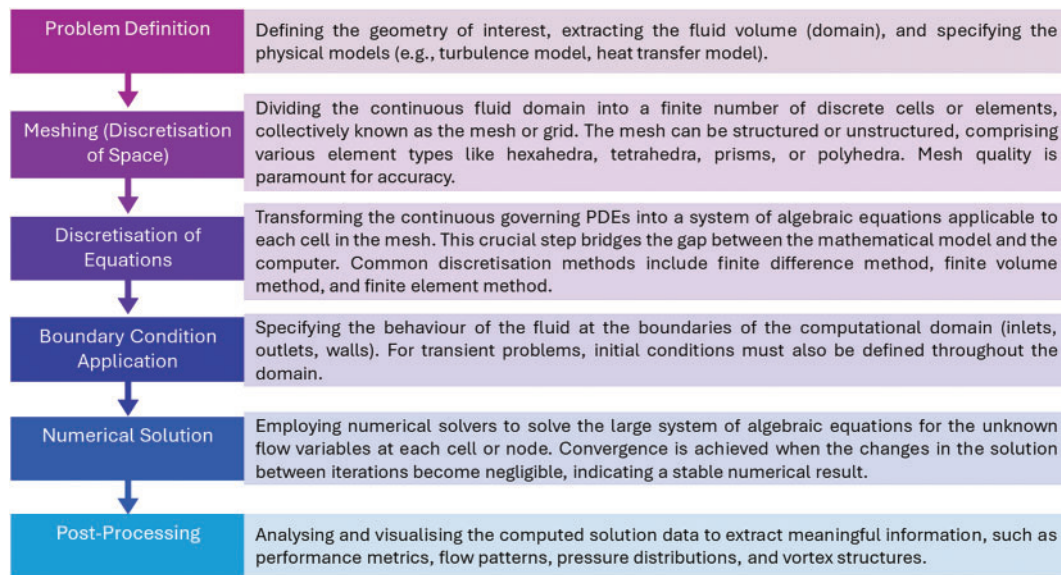 Problem Definition
Defining the geometry of interest, extracting the fluid volume (domain), and specifying the
physical models (e.g., turbulence model, heat transfer model).
Meshing (Discretisation
of Space)
Dividing the continuous fluid domain into a finite number of discrete cells or elements,
collectively known as the mesh or grid. The mesh can be structured or unstructured, comprising
various element types like hexahedra, tetrahedra, prisms, or polyhedra. Mesh quality is
paramount for accuracy.
Discretisation of
Equations
Transforming the continuous governing PDEs into a system of algebraic equations applicable to
each cell in the mesh. This crucial step bridges the gap between the mathematical model and the
computer. Common discretisation methods include finite difference method, finite volume
method, and finite element method.
Boundary Condition
Application
Specifying the behaviour of the fluid at the boundaries of the computational domain (inlets,
outlets, walls). For transient problems, initial conditions must also be defined throughout the
domain.
Numerical Solution
Employing numerical solvers to solve the large system of algebraic equations for the unknown
flow variables at each cell or node. Convergence is achieved when the changes in the solution
between iterations become negligible, indicating a stable numerical result.
Post-Processing
Analysing and visualising the computed solution data to extract meaningful information, such as
performance metrics, flow patterns, pressure distributions, and vortex structures.